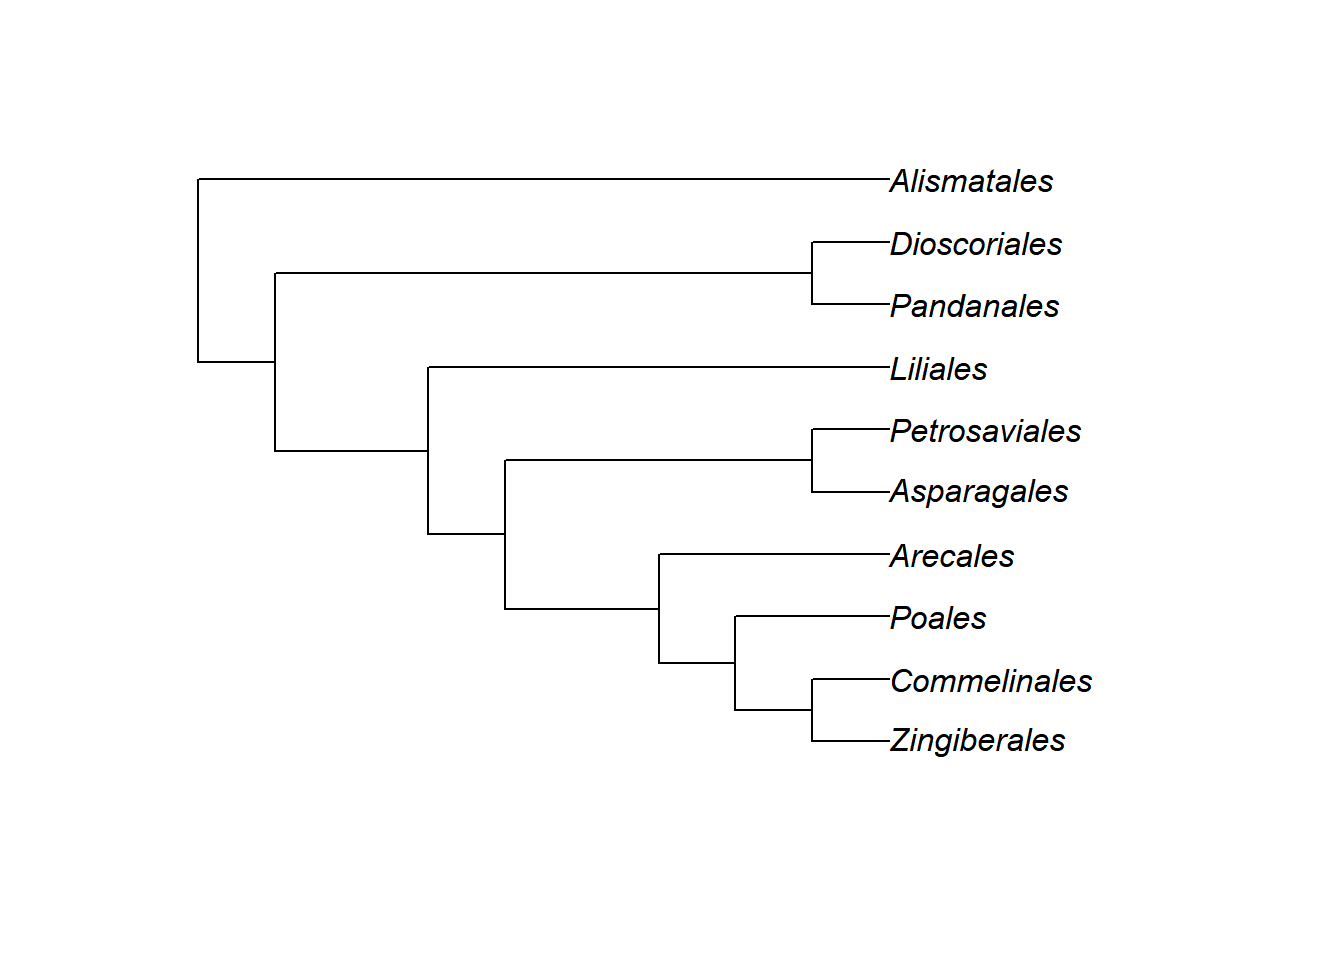 Alismatales
Dioscoriales
Pandanales
Liliales
Petrosaviales
Asparagales
Arecales
Poales
Commelinales
Zingiberales